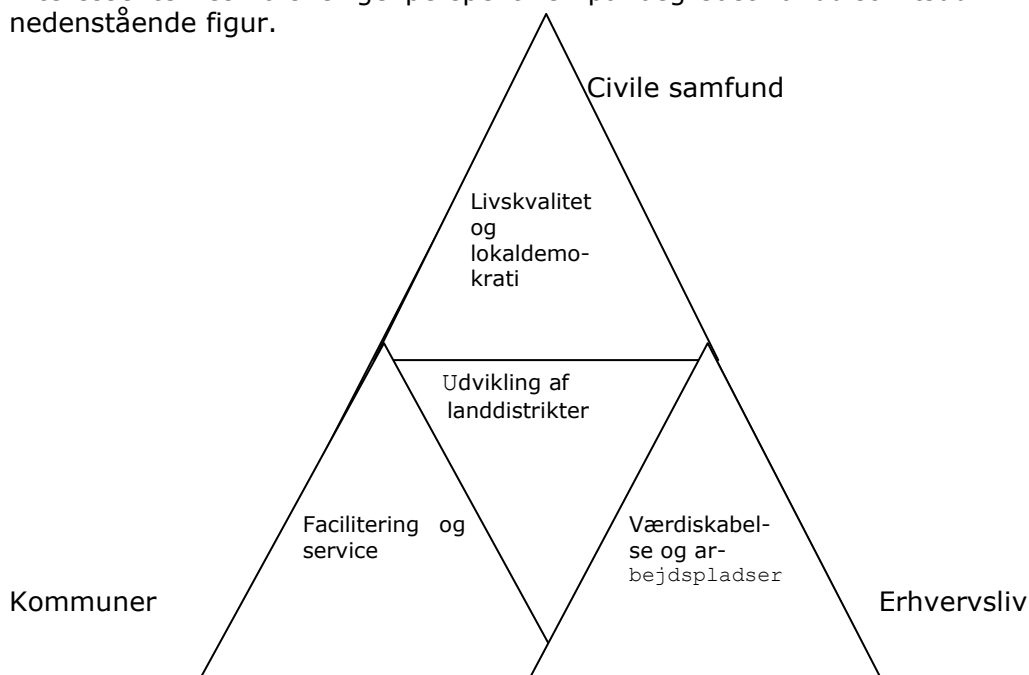 nedenstående figur.
Civile samfund
Livskvalitet
og
lokaldemo-
krati
Udvikling af
landdistrikter
Facilitering og
service
Værdiskabel-
se og ar-
bejdspladser
Kommuner
Erhvervsliv